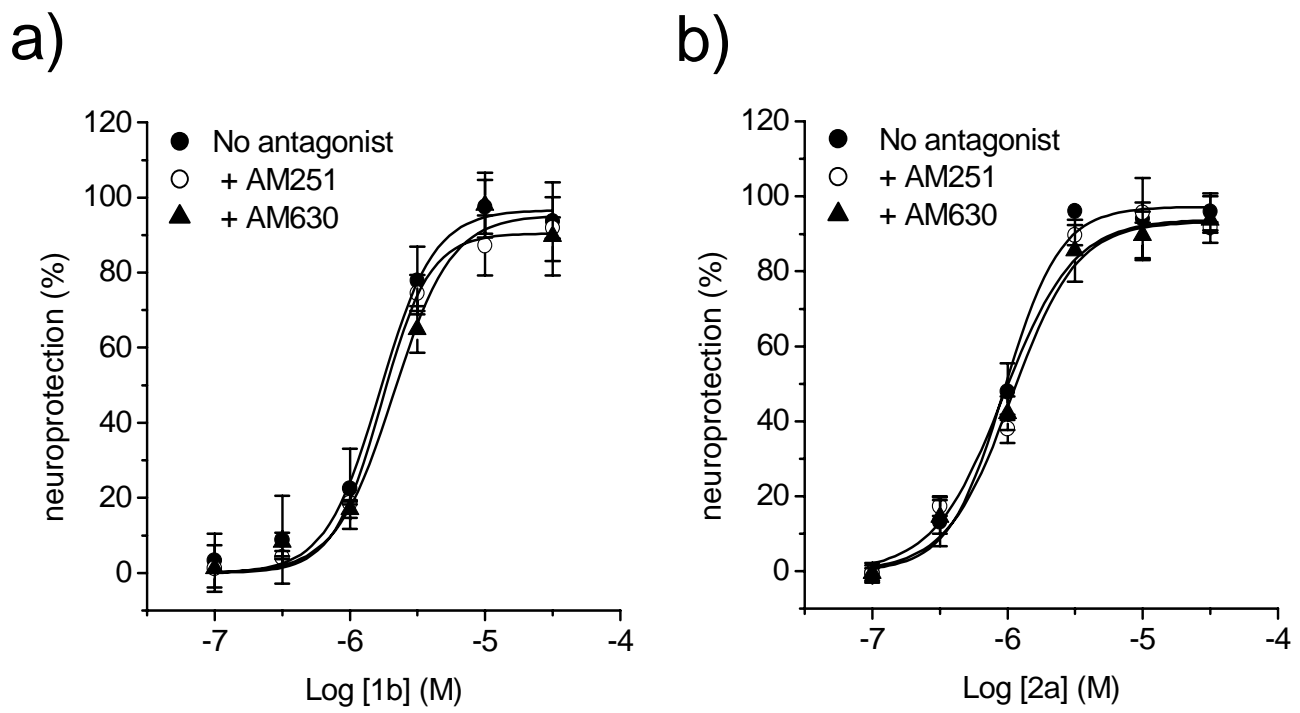 a)
120
100
80
60
40
20
0
neuroprotection (%)
No antagonist
+ AM251
+ AM630
-7
-6
-5
-4
Log [1b] (M)
b)
120
100
80
60
40
20
0
neuroprotection (%)
No antagonist
+ AM251
+ AM630
-7
-6
-5
-4
Log [2a] (M)